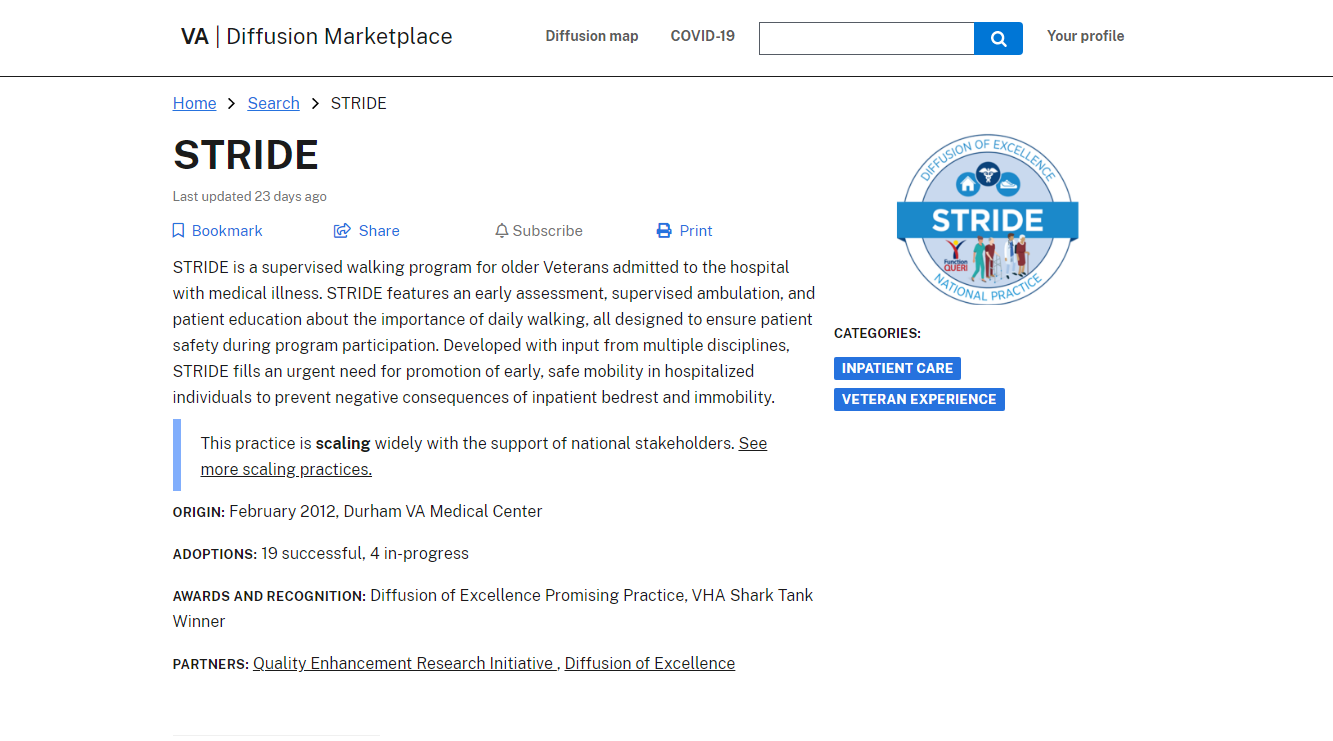 VA | Diffusion Marketplace
Diffusion map
COVID-19
Your profile
Home > Search > STRIDE
STRIDE
Last updated 23 days ago
Bookmark
Share
Subscribe
Print
STRIDE is a supervised walking program for older Veterans admitted to the hospital
with medical illness. STRIDE features an early assessment, supervised ambulation, and
patient education about the importance of daily walking, all designed to ensure patient
safety during program participation. Developed with input from multiple disciplines,
STRIDE fills an urgent need for promotion of early, safe mobility in hospitalized
individuals to prevent negative consequences of inpatient bedrest and immobility.
This practice is scaling widely with the support of national stakeholders. See
more scaling practices.
ORIGIN: February 2012, Durham VA Medical Center
ADOPTIONS: 19 successful, 4 in-progress
AWARDS AND RECOGNITION: Diffusion of Excellence Promising Practice, VHA Shark Tank
Winner
PARTNERS: Quality Enhancement Research Initiative , Diffusion of Excellence
DIFFUSION OF EXCELLENCE
STRIDE
Function
QUERI
NATIONAL PRACTICE
CATEGORIES:
INPATIENT CARE
VETERAN EXPERIENCE